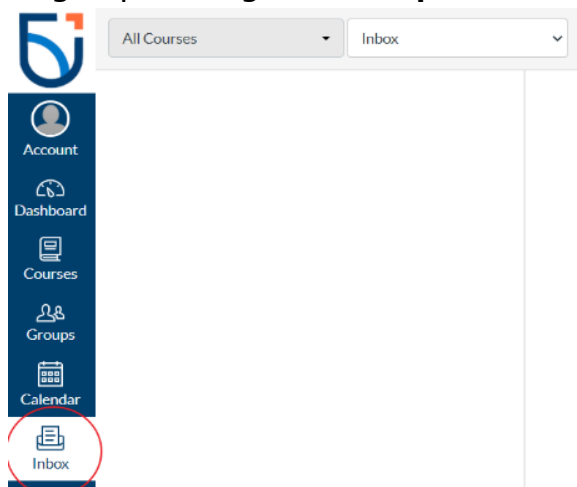 All Courses
Inbox
Account
Dashboard
Courses
Groups
Calendar
Inbox